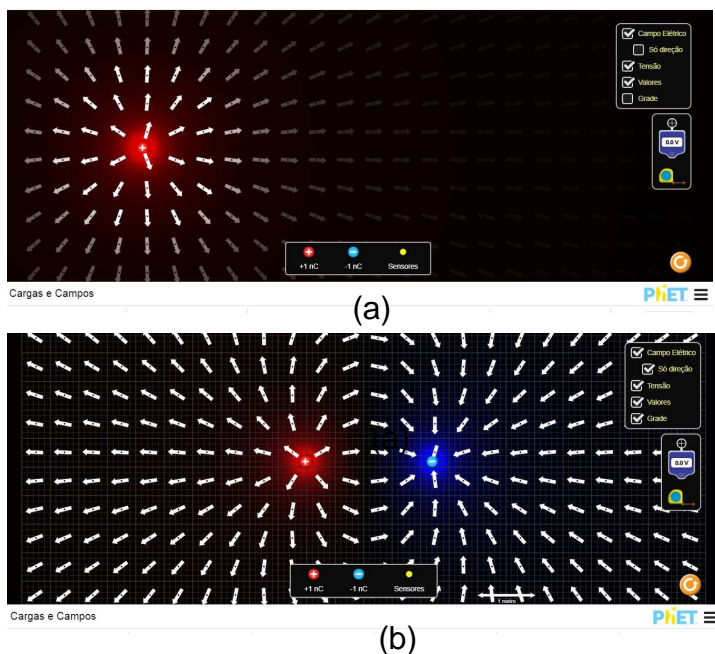 Campo Elétrico
Só direção
Tensão
Valores
Grade
0.0 V
+
+1 nC
-1 nC
Sensores
Cargas e Campos
PhET
(a)
Campo Elétrico
Só direção
Tensão
Valores
Grade
0.0 V
+
-
+1 nC
-1 nC
Sensores
1 metro
Cargas e Campos
PhET
(b)